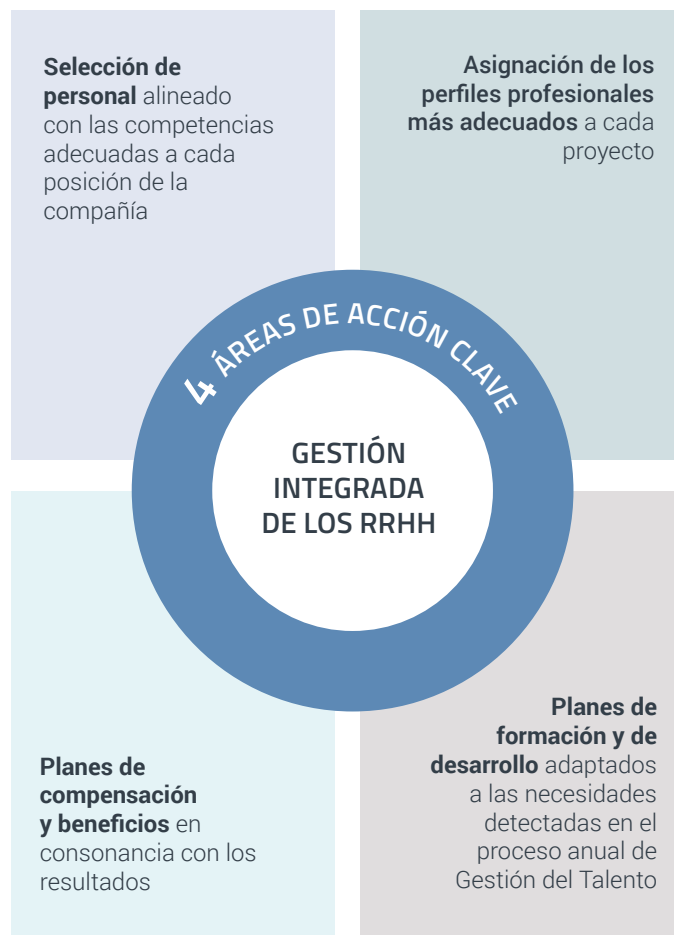 Selección de
personal alineado
con las competencias
adecuadas a cada
posición de la
compañía
Asignación de los
perfiles profesionales
más adecuados a cada
proyecto
4 ÁREAS DE ACCIÓN CLAVE
GESTIÓN
INTEGRADA
DE LOS RRHH
Planes de
compensación
y beneficios en
consonancia con los
resultados
Planes de
formación y de
desarrollo adaptados
a las necesidades
detectadas en el
proceso anual de
Gestión del Talento